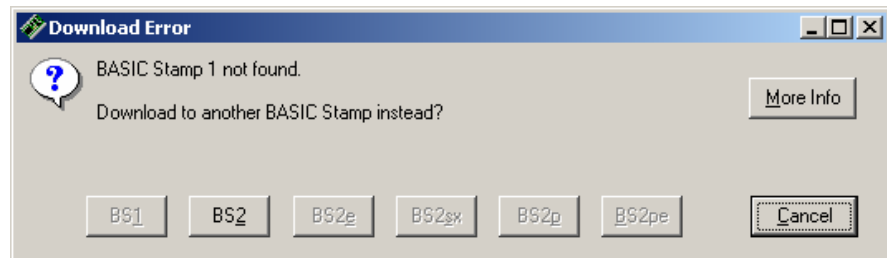 Download Error
BASIC Stamp 1 not found.
Download to another BASIC Stamp instead?
More Info
BS1 BS2 BS2e BS2sx BS2p BS2pe Cancel